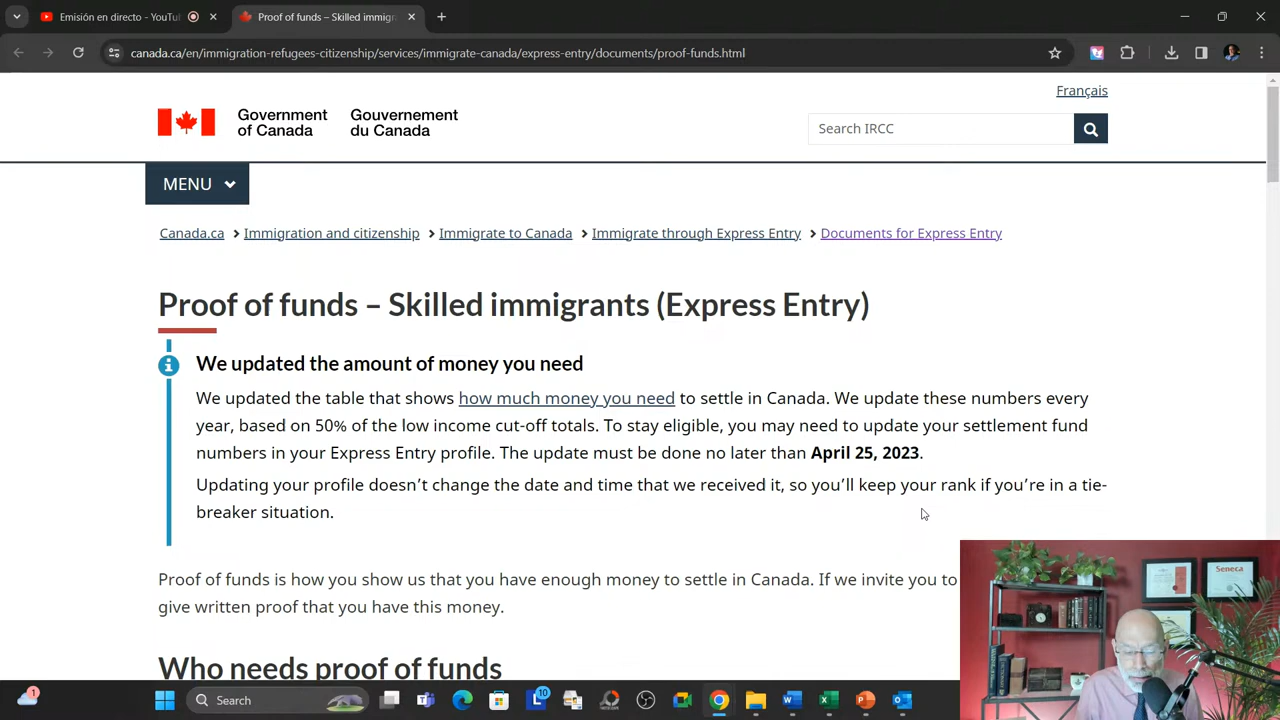 Emisión en directo - YouTu
Proof of funds – Skilled immigr
canada.ca/en/immigration-refugees-citizenship/services/immigrate-canada/express-entry/documents/proof-funds.html
Français
Government of Canada
Gouvernement du Canada
Search IRCC
MENU
Canada.ca > Immigration and citizenship > Immigrate to Canada > Immigrate through Express Entry > Documents for Express Entry
Proof of funds – Skilled immigrants (Express Entry)
We updated the amount of money you need
We updated the table that shows how much money you need to settle in Canada. We update these numbers every
year, based on 50% of the low income cut-off totals. To stay eligible, you may need to update your settlement fund
numbers in your Express Entry profile. The update must be done no later than April 25, 2023.
Updating your profile doesn't change the date and time that we received it, so you'll keep your rank if you're in a tie-
breaker situation.
Proof of funds is how you show us that you have enough money to settle in Canada. If we invite you to
give written proof that you have this money.
Who needs proof of funds
Seneca
1
Search
10